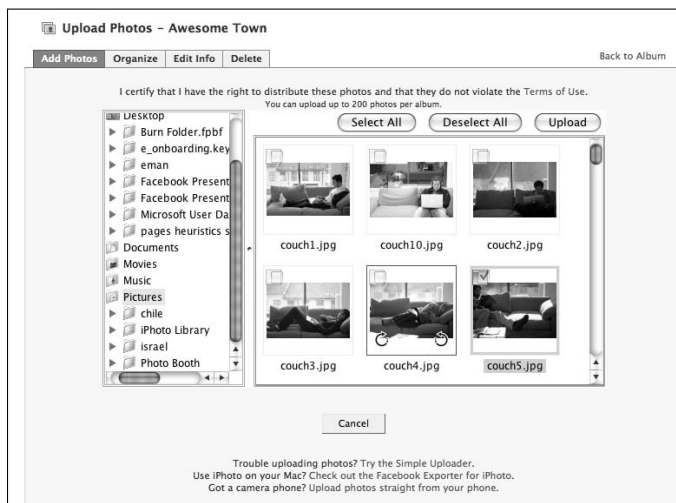 Upload Photos – Awesome Town
Add Photos Organize Edit Info Delete
Back to Album
I certify that I have the right to distribute these photos and that they do not violate the Terms of Use.
You can upload up to 200 photos per album.
Select All Deselect All Upload
Desktop
Burn Folder.fpbf
e_onboarding.key
eman
Facebook Present
Facebook Present
Microsoft User Da
pages heuristics s
Documents
Movies
Music
Pictures
chile
iPhoto Library
israel
Photo Booth
couch1.jpg couch10.jpg couch2.jpg
couch3.jpg couch4.jpg couch5.jpg
Cancel
Trouble uploading photos? Try the Simple Uploader.
Use iPhoto on your Mac? Check out the Facebook Exporter for iPhoto.
Got a camera phone? Upload photos straight from your phone.